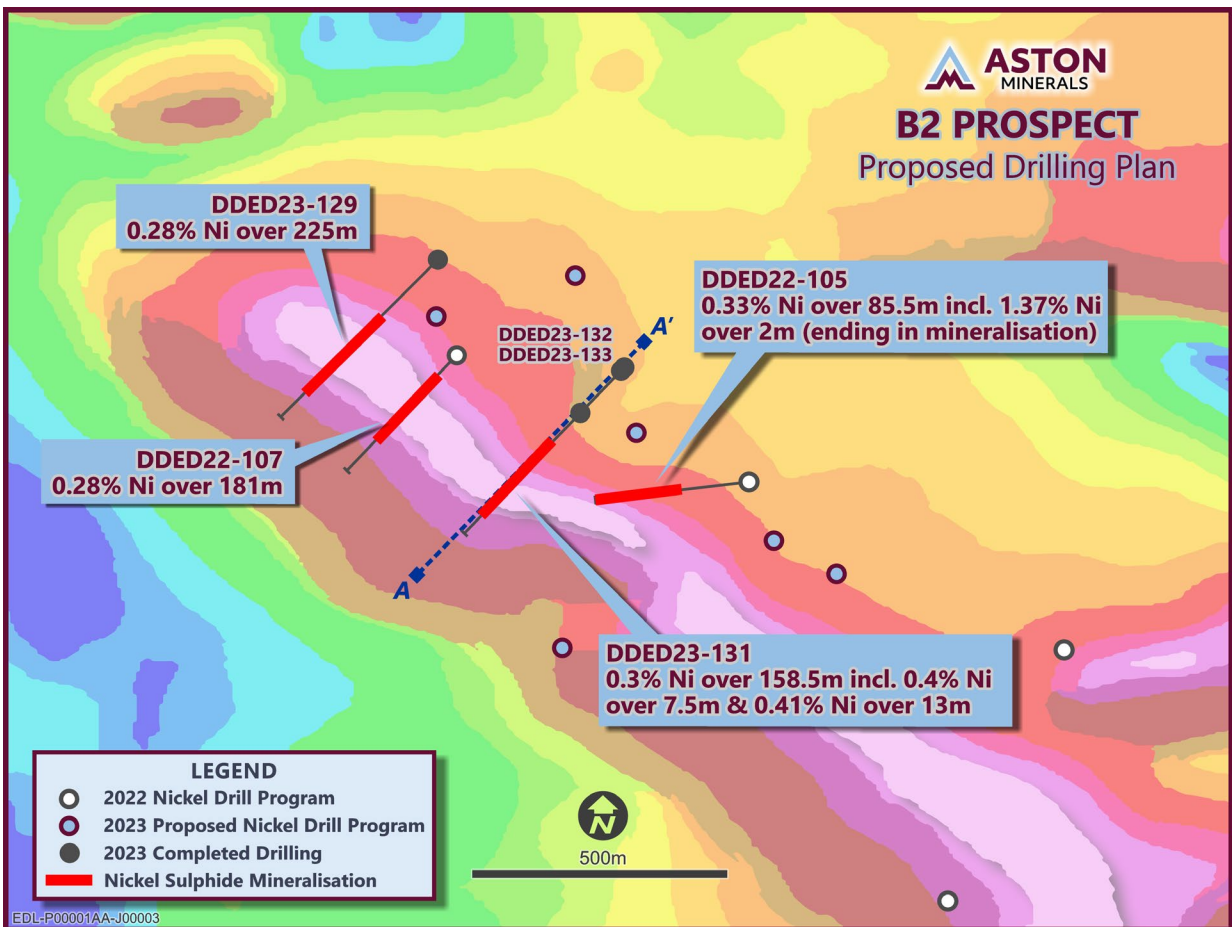 ASTON
MINERALS
B2 PROSPECT
Proposed Drilling Plan
DDED23-129
0.28% Ni over 225m
DDED22-105
0.33% Ni over 85.5m incl. 1.37% Ni
over 2m (ending in mineralisation)
A'
DDED23-132
DDED23-133
DDED22-107
0.28% Ni over 181m
A
DDED23-131
0.3% Ni over 158.5m incl. 0.4% Ni
over 7.5m & 0.41% Ni over 13m
LEGEND
2022 Nickel Drill Program
2023 Proposed Nickel Drill Program
2023 Completed Drilling
Nickel Sulphide Mineralisation
N
500m
EDL-P00001AA-J00003